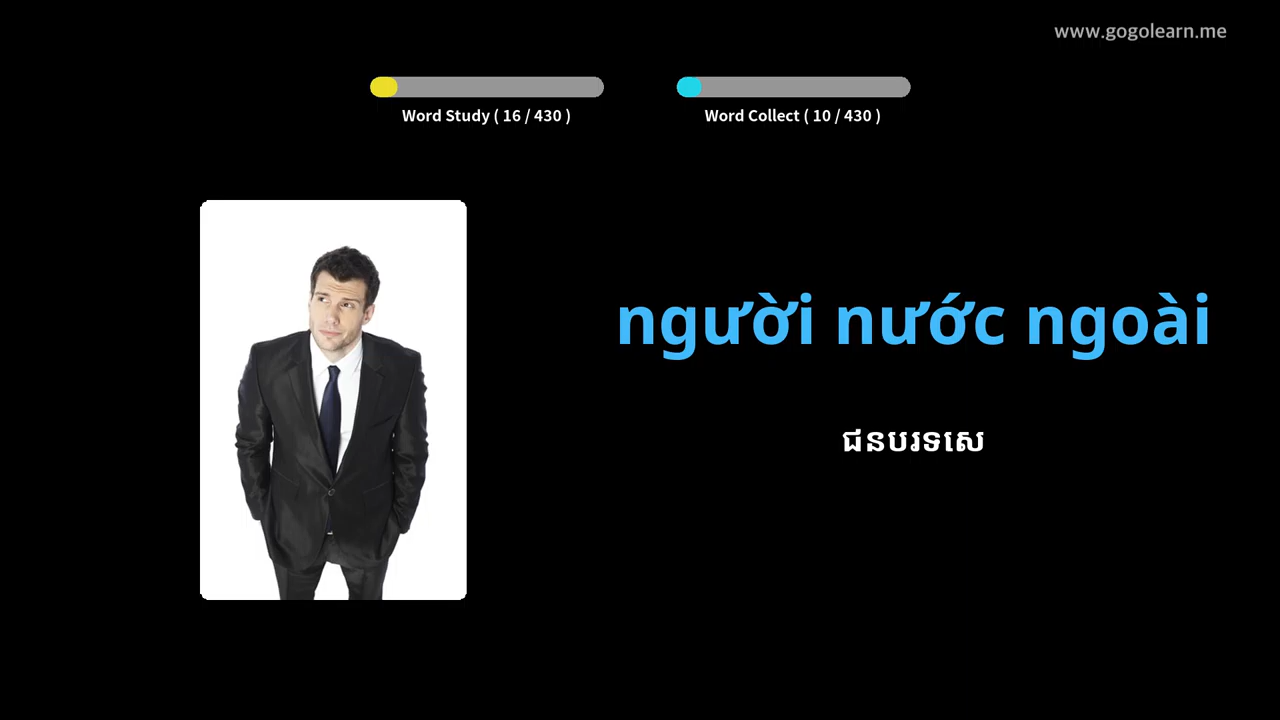 www.gogolearn.me
Word Study ( 16 / 430 )
Word Collect ( 10 / 430 )
người nước ngoài
ជនបរទេស